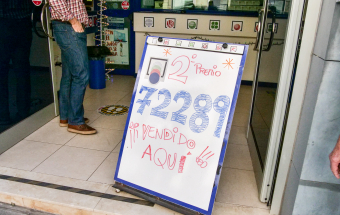 2º Premio
72289
¡¡VENDIDO
AQUÍ!!